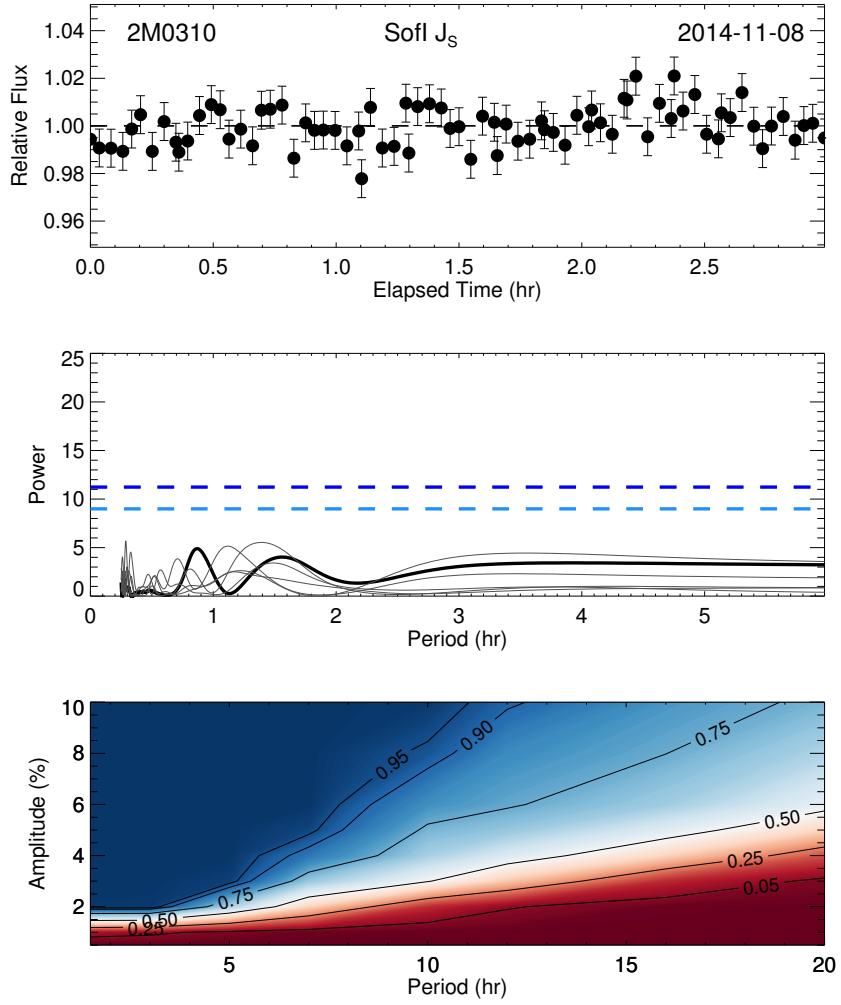 2M0310 SofI J_S 2014-11-08
1.04
1.02
1.00
0.98
0.96
Relative Flux
0.0 0.5 1.0 1.5 2.0 2.5
Elapsed Time (hr)
25
20
15
10
5
0
Power
0 1 2 3 4 5
Period (hr)
10
8
6
4
2
Amplitude (%)
0.95
0.90
0.75
0.75
0.50
0.50
0.25
0.25
0.05
5 10 15 20
Period (hr)